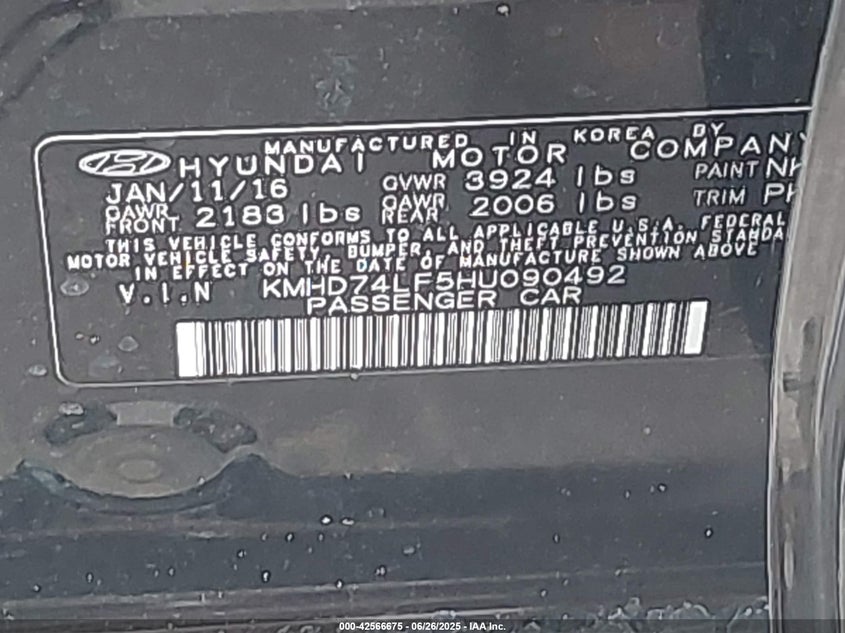 MANUFACTURED IN KOREA BY
HYUNDAI MOTOR COMPANY
JAN/11/16 GVWR 3924 lbs PAINT NH
GAWR FRONT 2183 lbs GAWR REAR 2006 lbs TRIM
THIS VEHICLE CONFORMS TO ALL APPLICABLE U.S.A. FEDERAL
MOTOR VEHICLE SAFETY, BUMPER, AND THEFT PREVENTION STANDA
IN EFFECT ON THE DATE OF MANUFACTURE SHOWN ABOVE
V.I.N KMHD74LF5HU090492
PASSENGER CAR
000-42566675 - 06/26/2025 - IAA Inc.